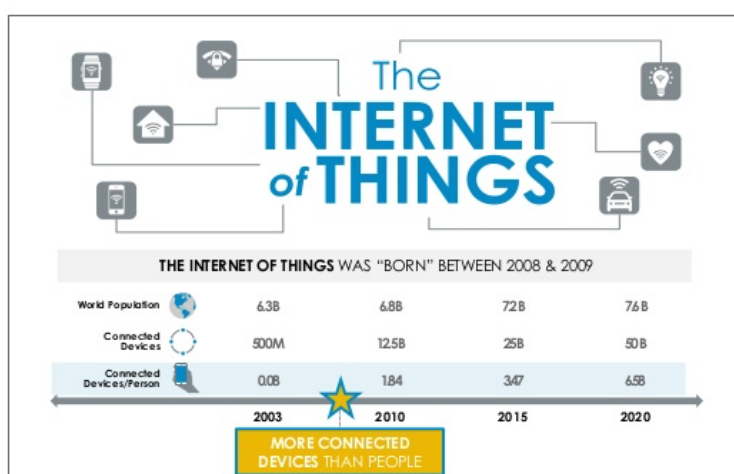 The
INTERNET
of THINGS
THE INTERNET OF THINGS WAS “BORN” BETWEEN 2008 & 2009
World Population 6.3B 6.8B 7.2B 7.6B
Connected
Devices 500M 12.5B 25B 50B
Connected
Devices/Person 0.08 1.84 3.47 6.58
2003 2010 2015 2020
MORE CONNECTED
DEVICES THAN PEOPLE